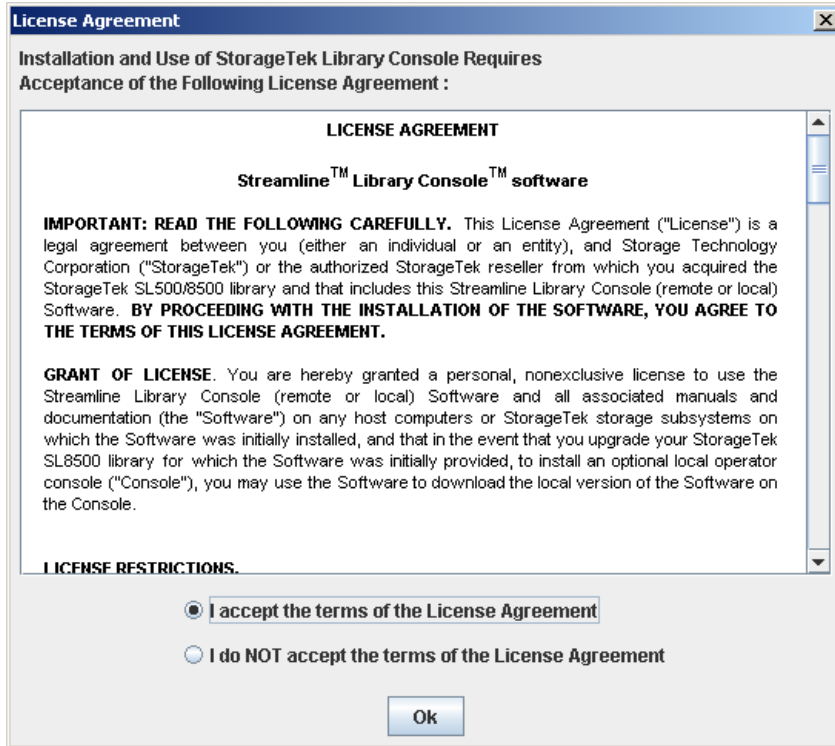 License Agreement
Installation and Use of StorageTek Library Console Requires
Acceptance of the Following License Agreement :
LICENSE AGREEMENT
Streamline™ Library Console™ software
IMPORTANT: READ THE FOLLOWING CAREFULLY. This License Agreement ("License") is a
legal agreement between you (either an individual or an entity), and Storage Technology
Corporation ("StorageTek") or the authorized StorageTek reseller from which you acquired the
StorageTek SL500/8500 library and that includes this Streamline Library Console (remote or local)
Software. BY PROCEEDING WITH THE INSTALLATION OF THE SOFTWARE, YOU AGREE TO
THE TERMS OF THIS LICENSE AGREEMENT.
GRANT OF LICENSE. You are hereby granted a personal, nonexclusive license to use the
Streamline Library Console (remote or local) Software and all associated manuals and
documentation (the "Software") on any host computers or StorageTek storage subsystems on
which the Software was initially installed, and that in the event that you upgrade your StorageTek
SL8500 library for which the Software was initially provided, to install an optional local operator
console ("Console"), you may use the Software to download the local version of the Software on
the Console.
LICENSE RESTRICTIONS.
I accept the terms of the License Agreement
I do NOT accept the terms of the License Agreement
Ok